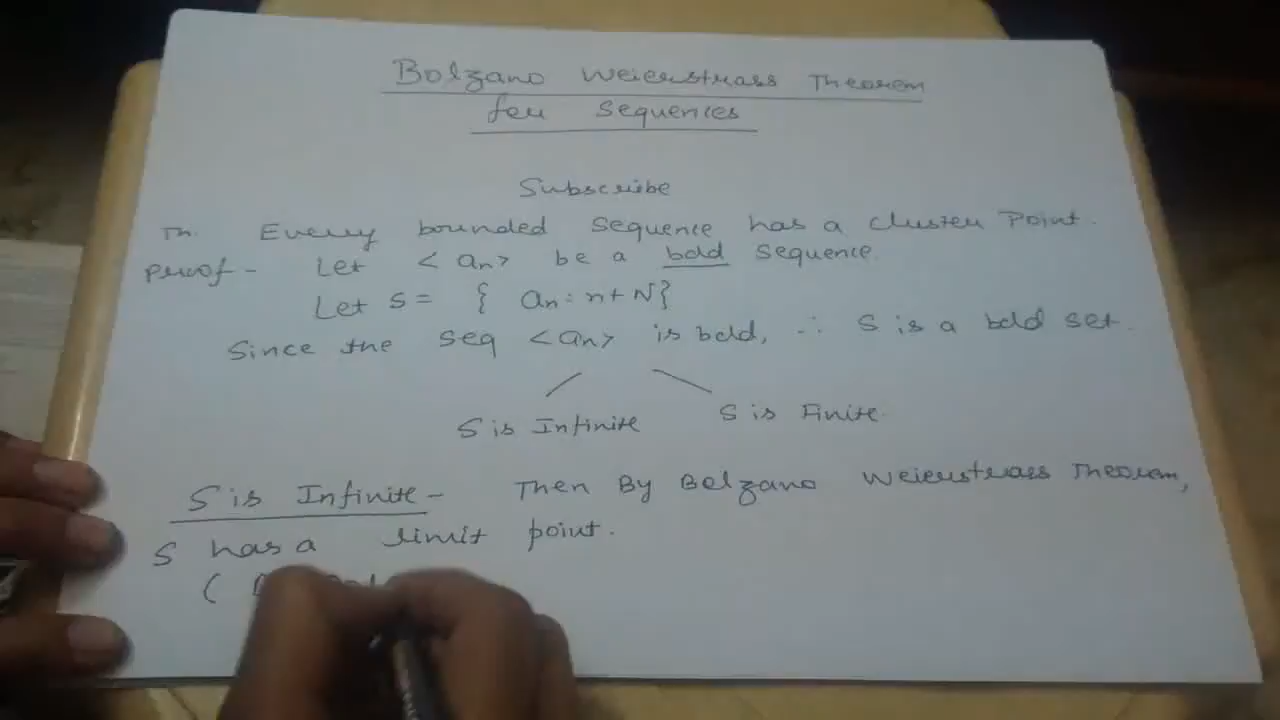 Bolzano Weierstrass Theorem
for Sequences
Subscribe
Th. Every bounded sequence has a cluster Point.
Proof - Let < an> be a bdd sequence.
Let S = { an : n ∈ N}
Since the seq <an> is bdd, ∴ S is a bdd set.
S is Infinite S is Finite.
S is Infinite - Then By Bolzano Weierstrass Theorem,
S has a limit point.
(